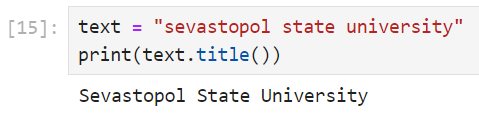 [15]:
text = "sevastopol state university"
print(text.title())
Sevastopol State University